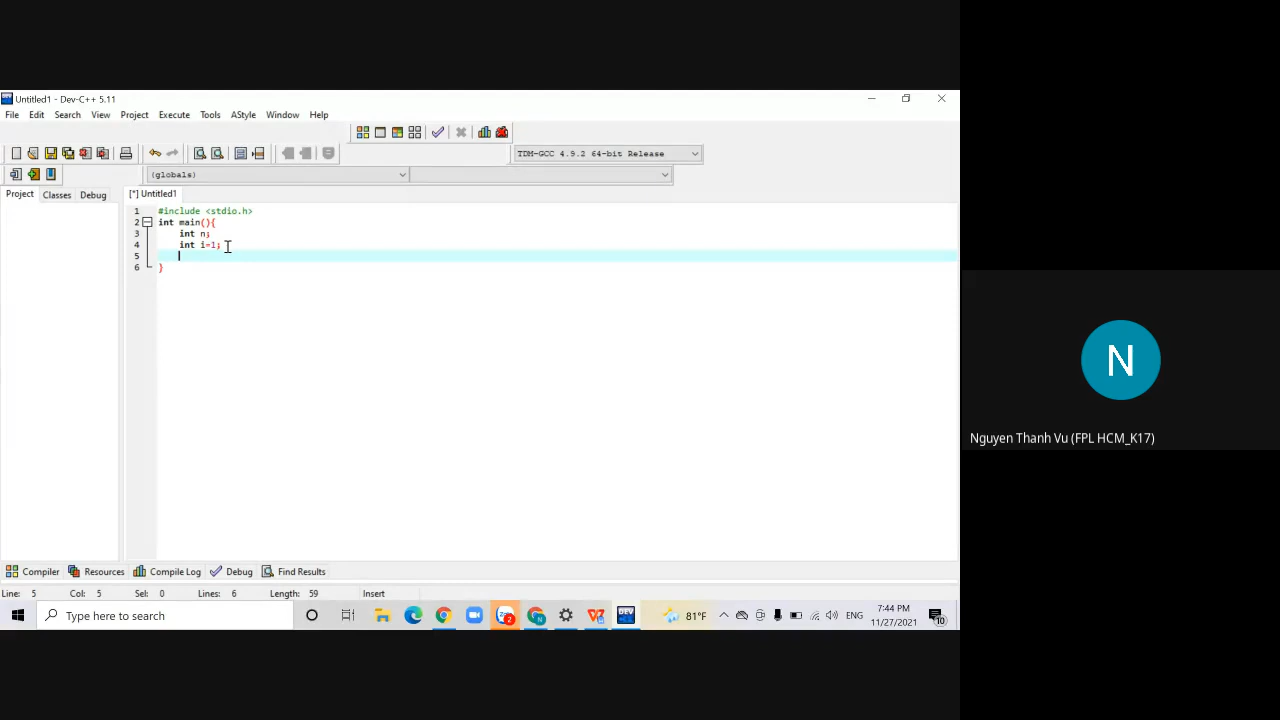 Untitled1 - Dev-C++ 5.11
File Edit Search View Project Execute Tools AStyle Window Help
TDM-GCC 4.9.2 64-bit Release
(globals)
Project Classes Debug [*] Untitled1
1 #include <stdio.h>
2 int main(){
3 int n;
4 int i=1;
5
6 }
N
Nguyen Thanh Vu (FPL HCM_K17)
Compiler Resources Compile Log Debug Find Results
Line: 5 Col: 5 Sel: 0 Lines: 6 Length: 59 Insert
Type here to search 2 N DEV 81°F ENG 7:44 PM
11/27/2021 10